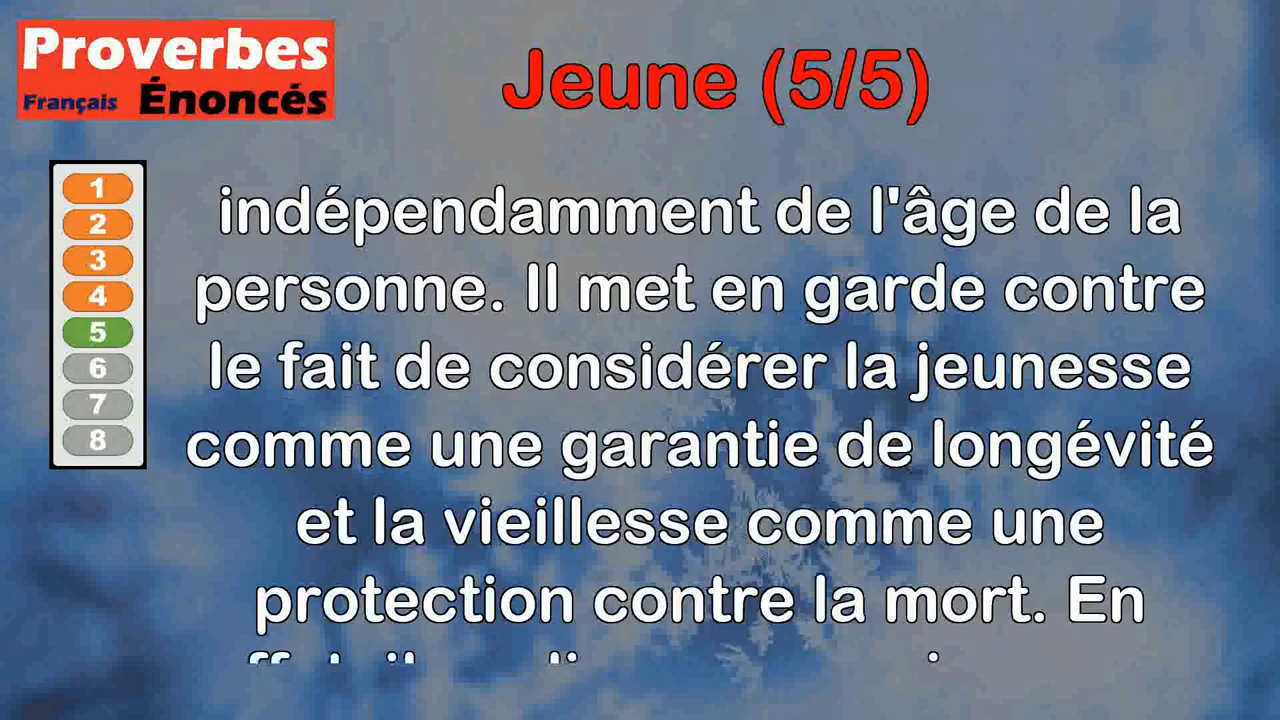 Proverbes
Français Énoncés
Jeune (5/5)
1
2
3
4
5
6
7
8
indépendamment de l'âge de la
personne. Il met en garde contre
le fait de considérer la jeunesse
comme une garantie de longévité
et la vieillesse comme une
protection contre la mort. En